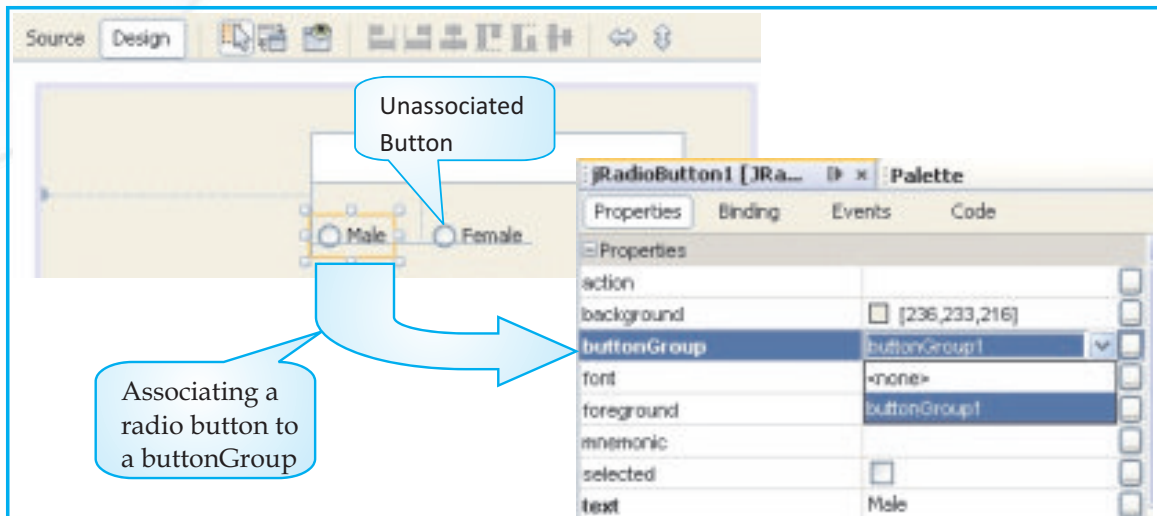 Source Design
Unassociated
Button
Male Female
Associating a
radio button to
a buttonGroup
jRadioButton1 [JRa... Palette
Properties Binding Events Code
Properties
action
background [236,233,216]
buttonGroup buttonGroup1
font <none>
foreground buttonGroup1
mnemonic
selected
text Male